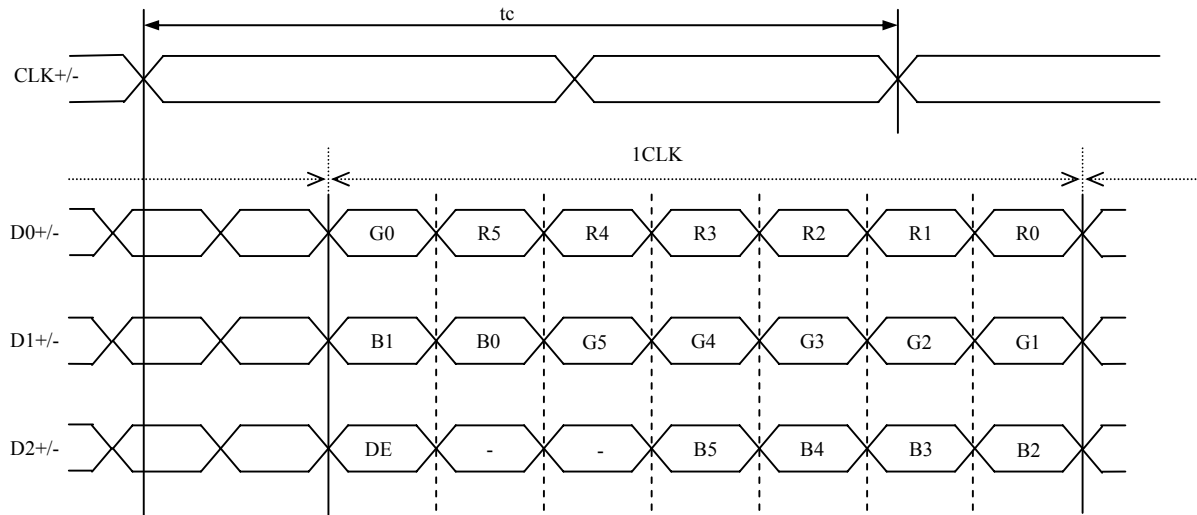 tc
CLK+/-
1CLK
D0+/- G0 R5 R4 R3 R2 R1 R0
D1+/- B1 B0 G5 G4 G3 G2 G1
D2+/- DE - - B5 B4 B3 B2